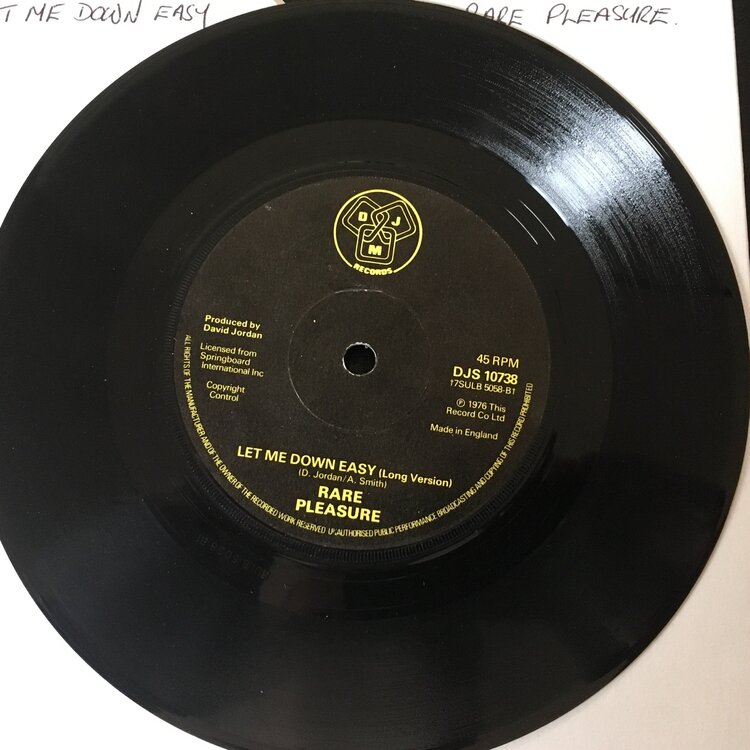 T ME DOWN EASY
RARE PLEASURE.
D J
M
RECORDS
Produced by
David Jordan
Licensed from
Springboard
International Inc
Copyright
Control
45 RPM
DJS 10738
17SULB 5058-B1
℗ 1976 This
Record Co Ltd
Made in England
LET ME DOWN EASY (Long Version)
(D. Jordan/A. Smith)
RARE
PLEASURE
ALL RIGHTS OF THE MANUFACTURER AND OF THE OWNER OF THE RECORDED WORK RESERVED UNAUTHORISED PUBLIC PERFORMANCE BROADCASTING AND COPYING OF THIS RECORD PROHIBITED